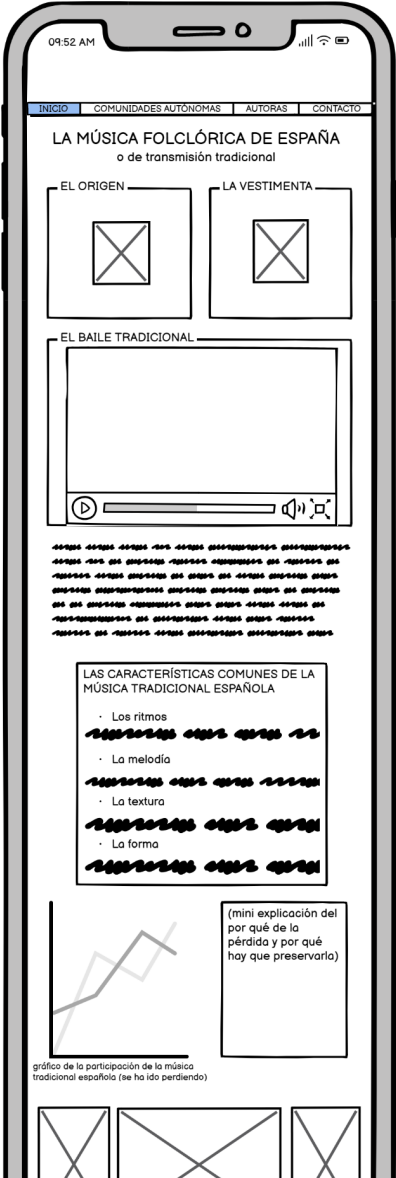 09:52 AM
INICIO COMUNIDADES AUTÓNOMAS AUTORAS CONTACTO
LA MÚSICA FOLCLÓRICA DE ESPAÑA
o de transmisión tradicional
EL ORIGEN
LA VESTIMENTA
EL BAILE TRADICIONAL
LAS CARACTERÍSTICAS COMUNES DE LA
MÚSICA TRADICIONAL ESPAÑOLA
· Los ritmos
· La melodía
· La textura
· La forma
(mini explicación del
por qué de la
pérdida y por qué
hay que preservarla)
gráfico de la participación de la música
tradicional española (se ha ido perdiendo)